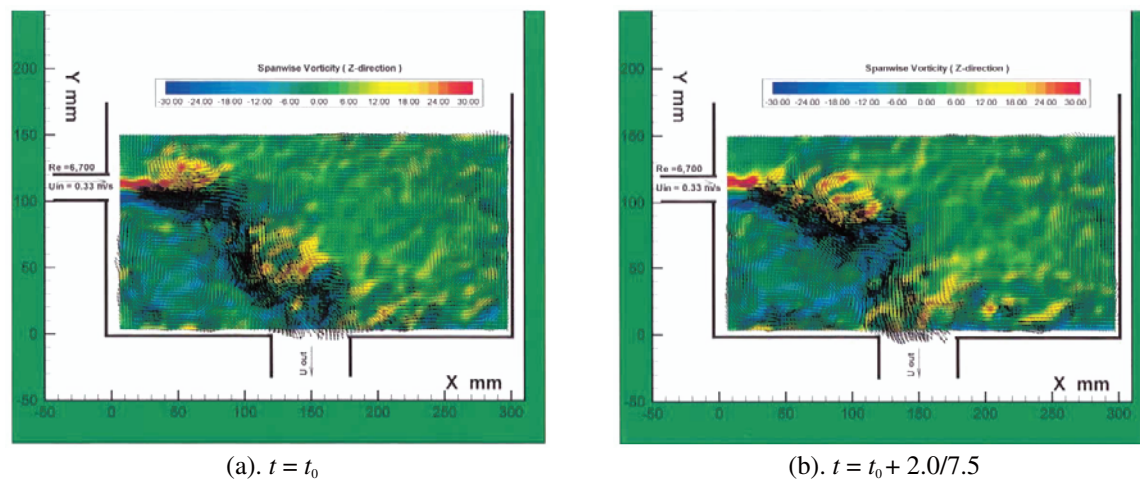 Spanwise Vorticity ( Z-direction )
-30.00 -24.00 -18.00 -12.00 -6.00 0.00 6.00 12.00 18.00 24.00 30.00
Y mm
200
150
100
50
0
-50
Re =6,700
Uin = 0.33 m/s
U out
X mm
-50 0 50 100 150 200 250 300
(a). t = t0
Spanwise Vorticity ( Z-direction )
-30.00 -24.00 -18.00 -12.00 -6.00 0.00 6.00 12.00 18.00 24.00 30.00
Y mm
200
150
100
50
0
-50
Re =6,700
Uin = 0.33 m/s
U out
X mm
-50 0 50 100 150 200 250 300
(b). t = t0 + 2.0/7.5